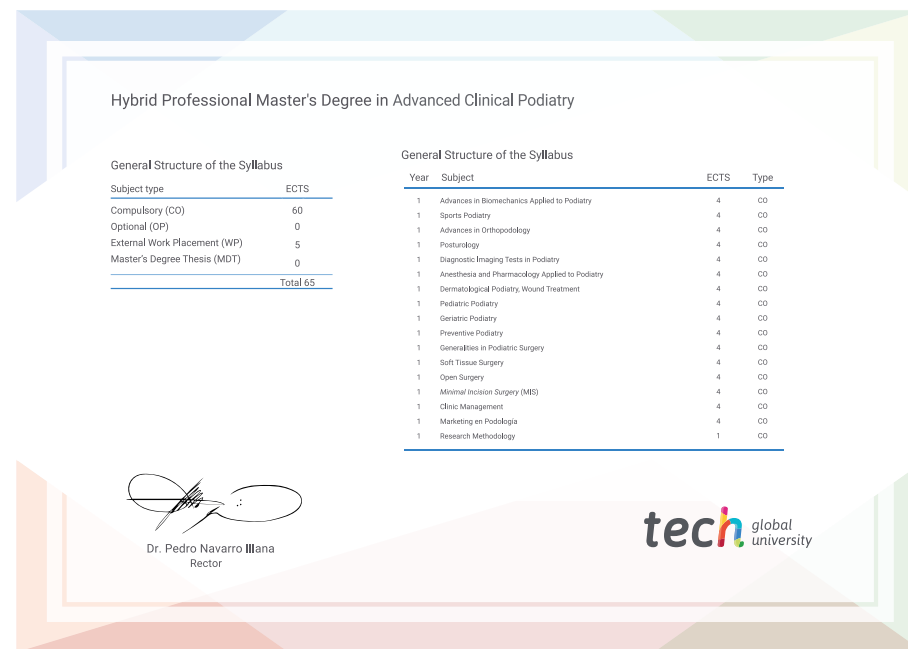 Hybrid Professional Master's Degree in Advanced Clinical Podiatry
General Structure of the Syllabus
Subject type ECTS
Compulsory (CO) 60
Optional (OP) 0
External Work Placement (WP) 5
Master's Degree Thesis (MDT) 0
Total 65
General Structure of the Syllabus
Year Subject ECTS Type
1 Advances in Biomechanics Applied to Podiatry 4 CO
1 Sports Podiatry 4 CO
1 Advances in Orthopodology 4 CO
1 Posturology 4 CO
1 Diagnostic Imaging Tests in Podiatry 4 CO
1 Anesthesia and Pharmacology Applied to Podiatry 4 CO
1 Dermatological Podiatry, Wound Treatment 4 CO
1 Pediatric Podiatry 4 CO
1 Geriatric Podiatry 4 CO
1 Preventive Podiatry 4 CO
1 Generalities in Podiatric Surgery 4 CO
1 Soft Tissue Surgery 4 CO
1 Open Surgery 4 CO
1 Minimal Incision Surgery (MIS) 4 CO
1 Clinic Management 4 CO
1 Marketing en Podología 4 CO
1 Research Methodology 1 CO
Dr. Pedro Navarro Illana
Rector
tech global
university